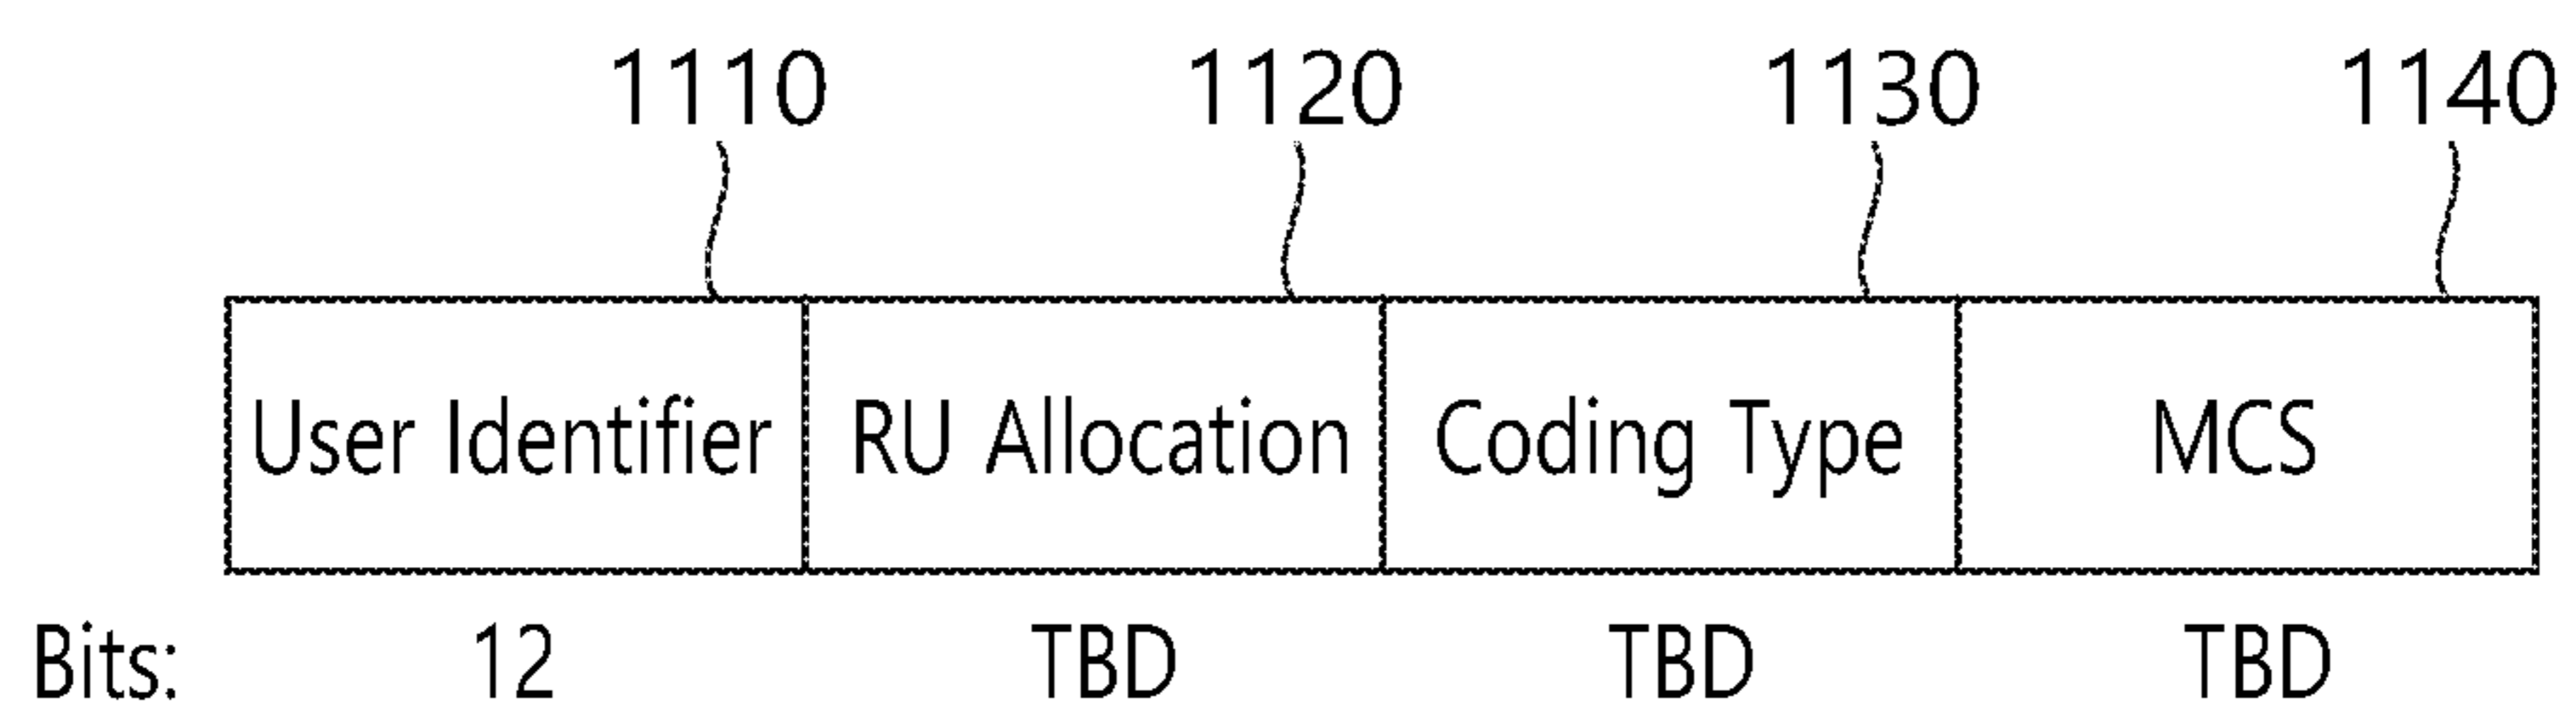 1110 1120 1130 1140
User Identifier RU Allocation Coding Type MCS
Bits: 12 TBD TBD TBD